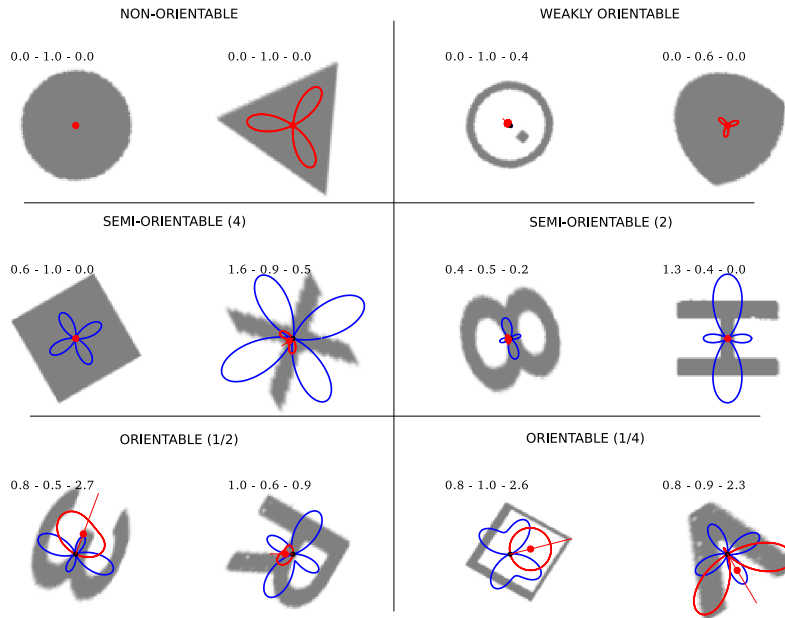 NON-ORIENTABLE
WEAKLY ORIENTABLE
0.0 - 1.0 - 0.0
0.0 - 1.0 - 0.0
0.0 - 1.0 - 0.4
0.0 - 0.6 - 0.0
SEMI-ORIENTABLE (4)
SEMI-ORIENTABLE (2)
0.6 - 1.0 - 0.0
1.6 - 0.9 - 0.5
0.4 - 0.5 - 0.2
1.3 - 0.4 - 0.0
ORIENTABLE (1/2)
ORIENTABLE (1/4)
0.8 - 0.5 - 2.7
1.0 - 0.6 - 0.9
0.8 - 1.0 - 2.6
0.8 - 0.9 - 2.3